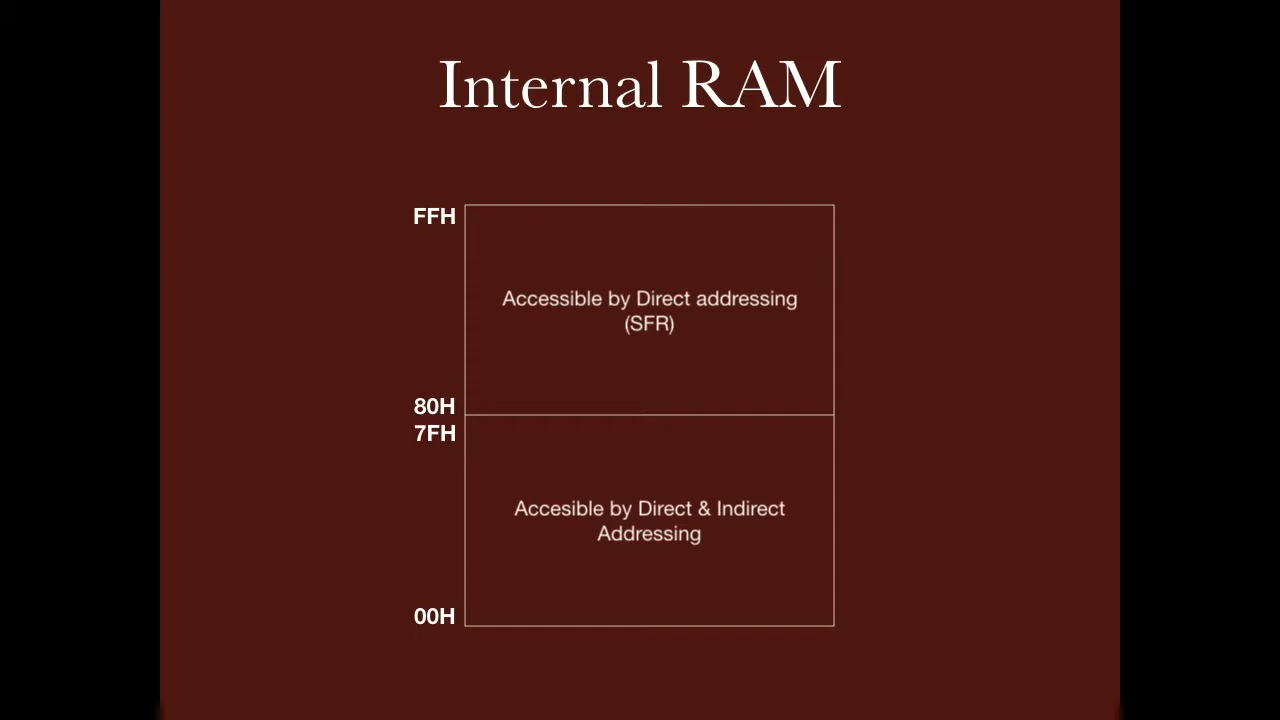 Internal RAM
FFH
Accessible by Direct addressing
(SFR)
80H
7FH
Accesible by Direct & Indirect
Addressing
00H